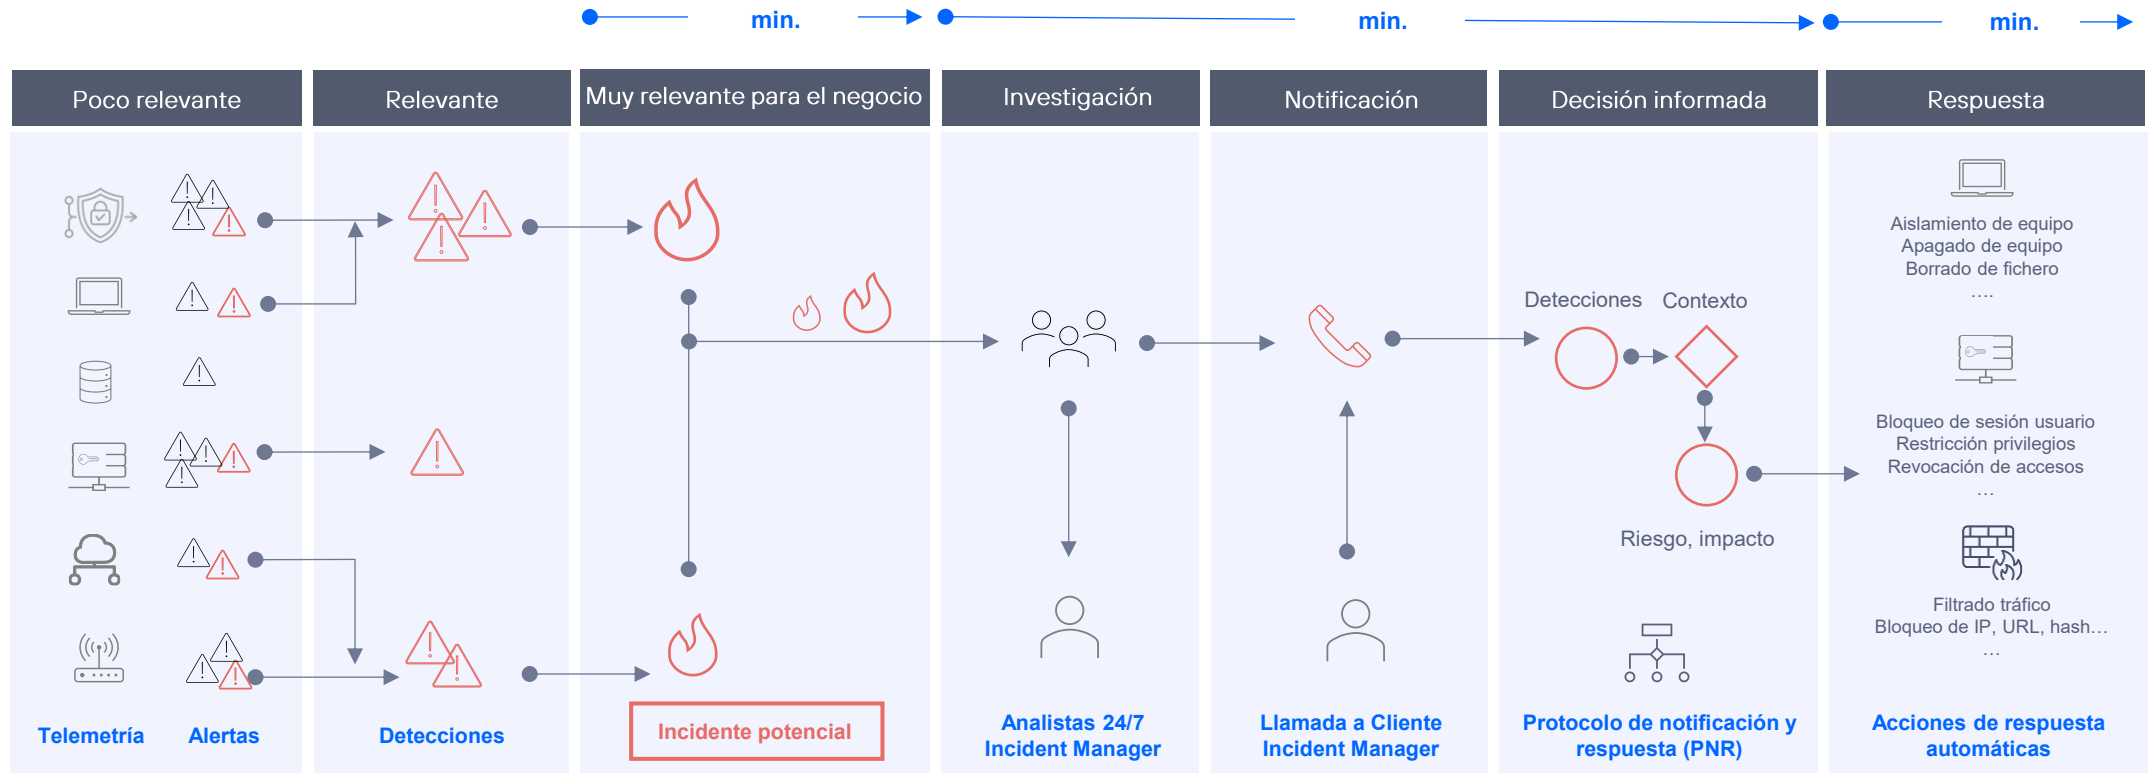 min.
min.
min.
Poco relevante
Relevante
Muy relevante para el negocio
Investigación
Notificación
Decisión informada
Respuesta
Aislamiento de equipo
Apagado de equipo
Borrado de fichero
....
Detecciones
Contexto
Bloqueo de sesión usuario
Restricción privilegios
Revocación de accesos
...
Riesgo, impacto
Filtrado tráfico
Bloqueo de IP, URL, hash...
...
Telemetría
Alertas
Detecciones
Incidente potencial
Analistas 24/7
Incident Manager
Llamada a Cliente
Incident Manager
Protocolo de notificación y
respuesta (PNR)
Acciones de respuesta
automáticas